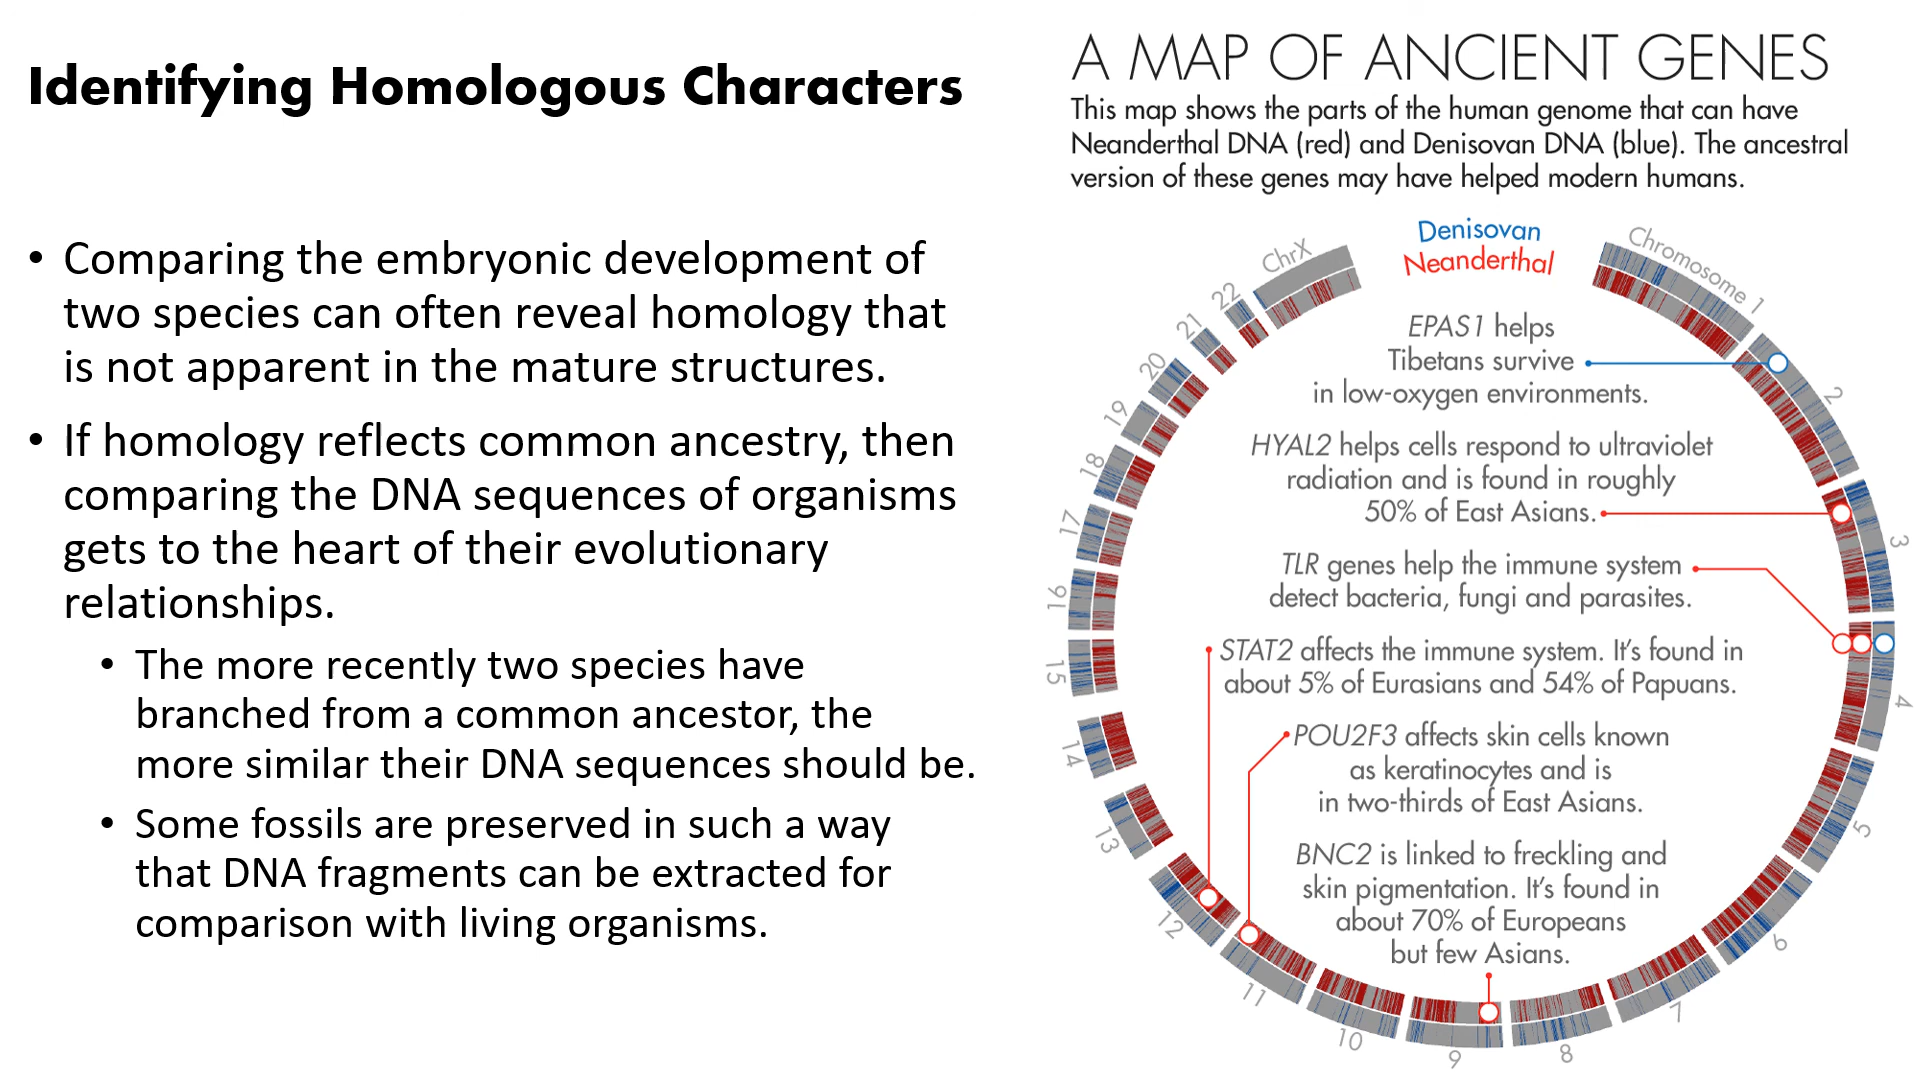 Identifying Homologous Characters
• Comparing the embryonic development of
two species can often reveal homology that
is not apparent in the mature structures.
• If homology reflects common ancestry, then
comparing the DNA sequences of organisms
gets to the heart of their evolutionary
relationships.
• The more recently two species have
branched from a common ancestor, the
more similar their DNA sequences should be.
• Some fossils are preserved in such a way
that DNA fragments can be extracted for
comparison with living organisms.
A MAP OF ANCIENT GENES
This map shows the parts of the human genome that can have
Neanderthal DNA (red) and Denisovan DNA (blue). The ancestral
version of these genes may have helped modern humans.
Denisovan
Neanderthal
Chromosome 1
2
3
4
5
6
7
8
9
10
11
12
13
14
15
16
17
18
19
20
21
22
ChrX
EPAS1 helps
Tibetans survive
in low-oxygen environments.
HYAL2 helps cells respond to ultraviolet
radiation and is found in roughly
50% of East Asians.
TLR genes help the immune system
detect bacteria, fungi and parasites.
STAT2 affects the immune system. It’s found in
about 5% of Eurasians and 54% of Papuans.
POU2F3 affects skin cells known
as keratinocytes and is
in two-thirds of East Asians.
BNC2 is linked to freckling and
skin pigmentation. It’s found in
about 70% of Europeans
but few Asians.